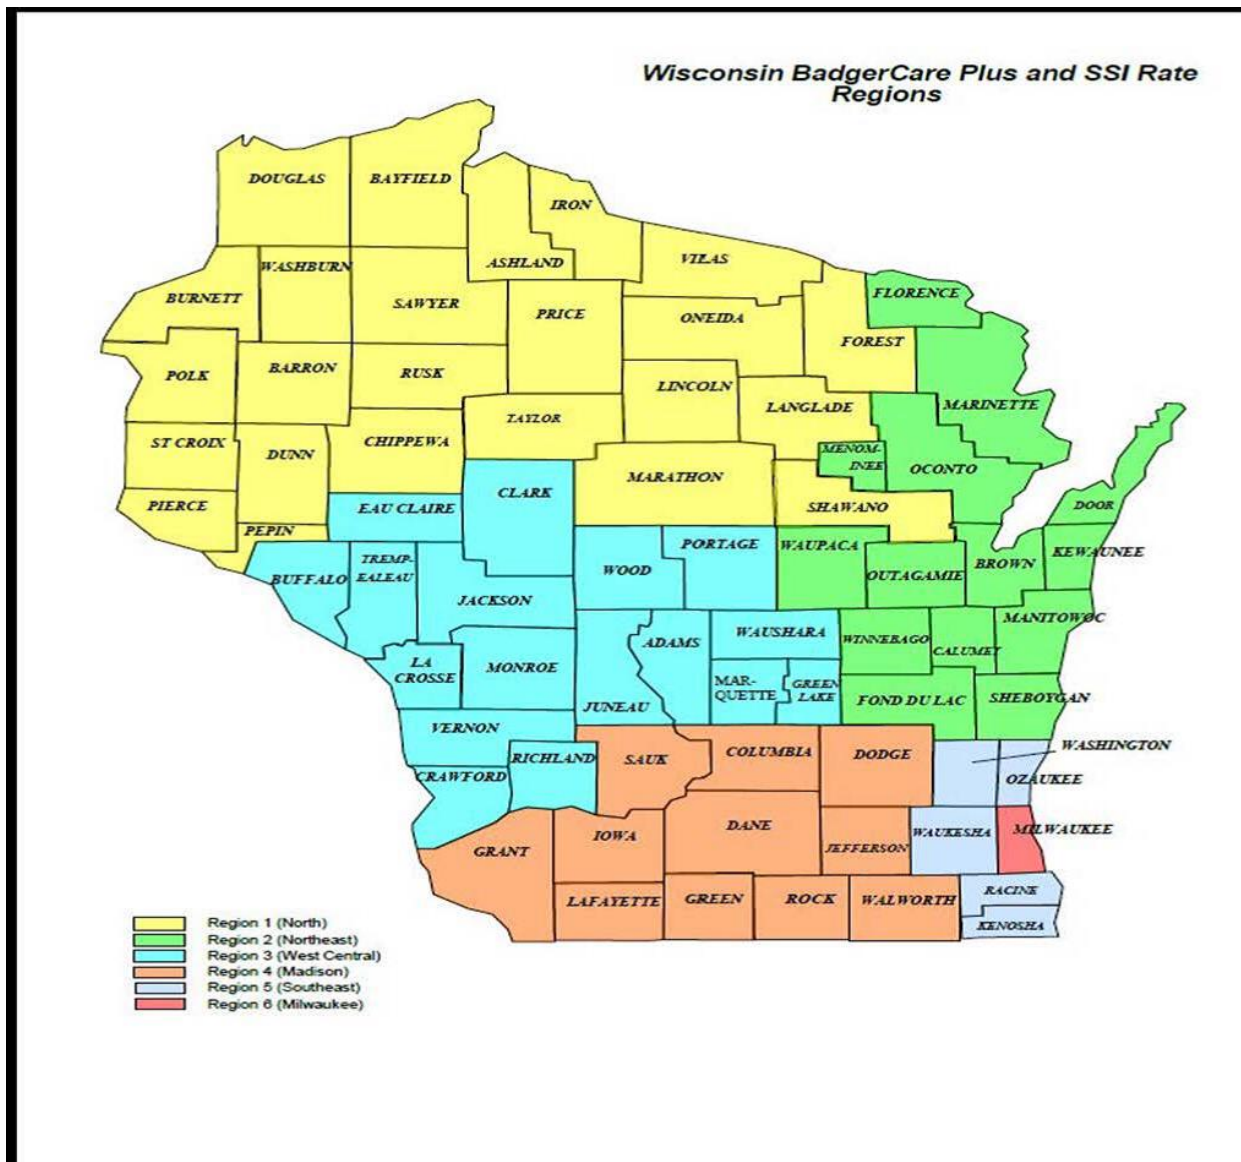 Wisconsin BadgerCare Plus and SSI Rate
Regions
DOUGLAS
BAYFIELD
IRON
ASHLAND
VILAS
WASHBURN
BURNETT
SAWYER
PRICE
ONEIDA
FLORENCE
FOREST
POLK
BARRON
RUSK
LINCOLN
LANGLADE
MARINETTE
TAYLOR
ST CROIX
DUNN
CHIPPEWA
MENOM-
INEE
OCONTO
MARATHON
CLARK
PIERCE
EAU CLAIRE
SHAWANO
DOOR
PEPIN
BUFFALO
TREMP-
EALEAU
WOOD
PORTAGE
WAUPACA
OUTAGAMIE
BROWN
KEWAUNEE
JACKSON
MANITOWOC
ADAMS
WAUSHARA
WINNEBAGO
CALUMET
LA
CROSSE
MONROE
MAR-
QUETTE
GREEN
LAKE
JUNEAU
FOND DU LAC
SHEBOYGAN
VERNON
RICHLAND
SAUK
COLUMBIA
DODGE
WASHINGTON
CRAWFORD
OZAUKEE
GRANT
IOWA
DANE
JEFFERSON
WAUKESHA
MILWAUKEE
LAFAYETTE
GREEN
ROCK
WALWORTH
RACINE
KENOSHA
Region 1 (North)
Region 2 (Northeast)
Region 3 (West Central)
Region 4 (Madison)
Region 5 (Southeast)
Region 6 (Milwaukee)